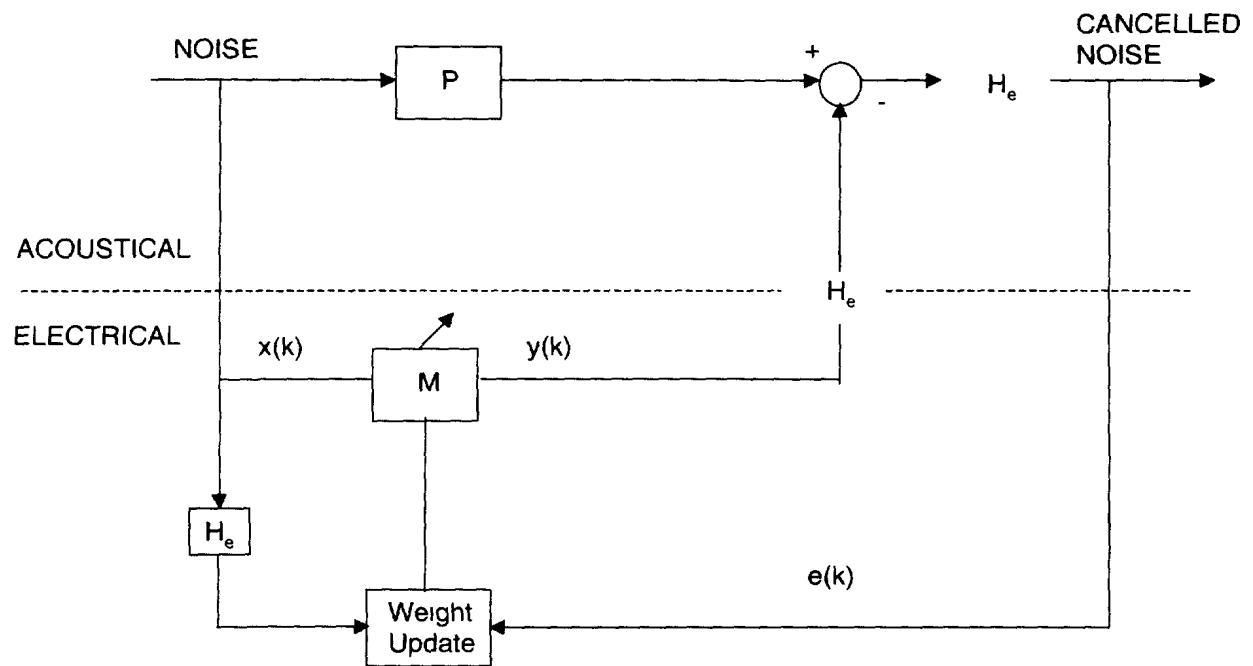 NOISE
CANCELLED
NOISE
P
+
-
H_e
ACOUSTICAL
H_e
ELECTRICAL
x(k)
M
y(k)
H_e
e(k)
Weight
Update